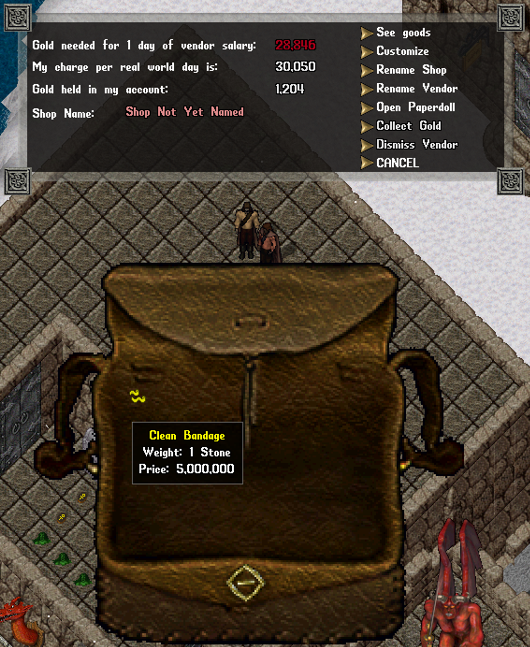 Gold needed for 1 day of vendor salary: 28,846
My charge per real world day is: 30,050
Gold held in my account: 1,204
Shop Name: Shop Not Yet Named
See goods
Customize
Rename Shop
Rename Vendor
Open Paperdoll
Collect Gold
Dismiss Vendor
CANCEL
Clean Bandage
Weight: 1 Stone
Price: 5,000,000